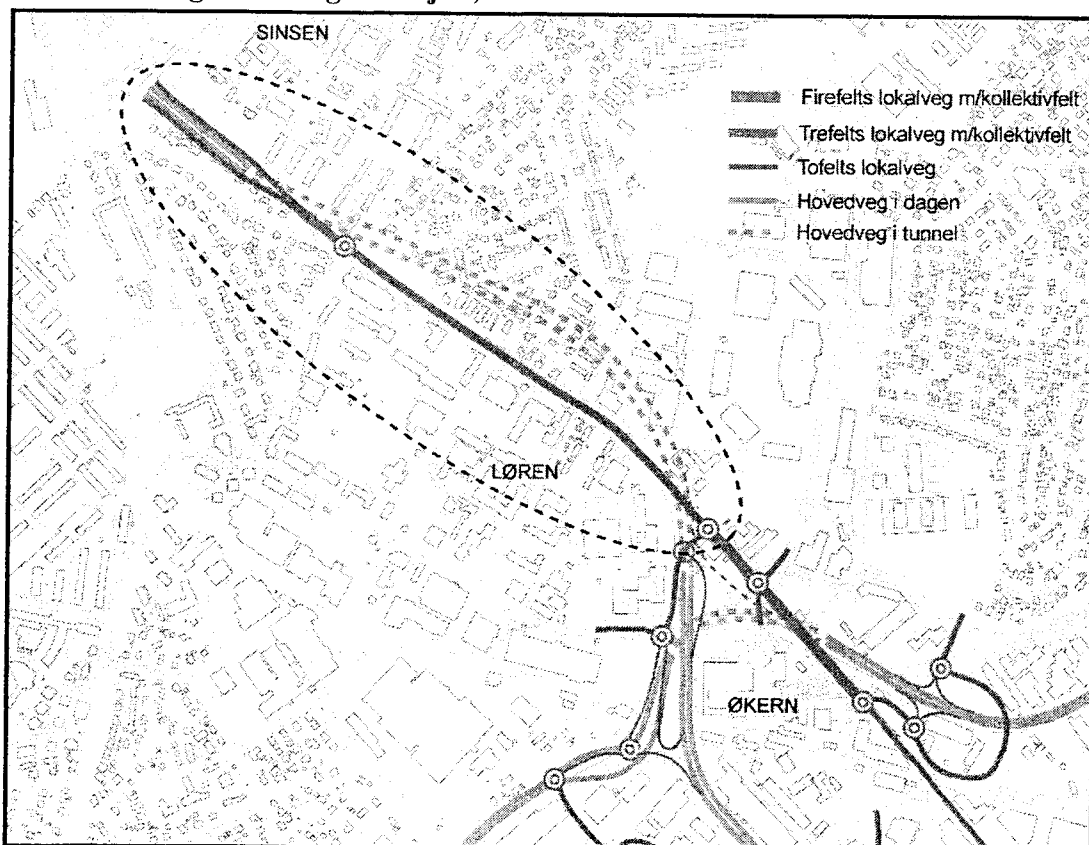 SINSEN
Firefelts lokalveg m/kollektivfelt
Trefelts lokalveg m/kollektivfelt
Tofelts lokalveg
Hovedveg i dagen
Hovedveg i tunnel
LØREN
ØKERN